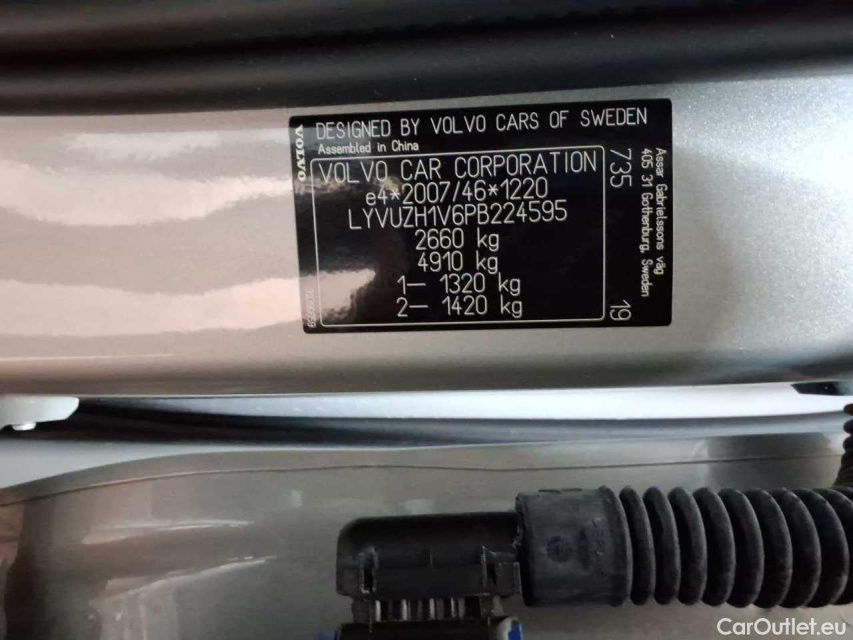 VOLVO
DESIGNED BY VOLVO CARS OF SWEDEN
Assembled in China
VOLVO CAR CORPORATION
e4*2007/46*1220
LYVUZH1V6PB224595
2660 kg
4910 kg
1– 1320 kg
2– 1420 kg
735
19
Assar Gabrielssons väg
405 31 Gothenburg, Sweden
CarOutlet.eu